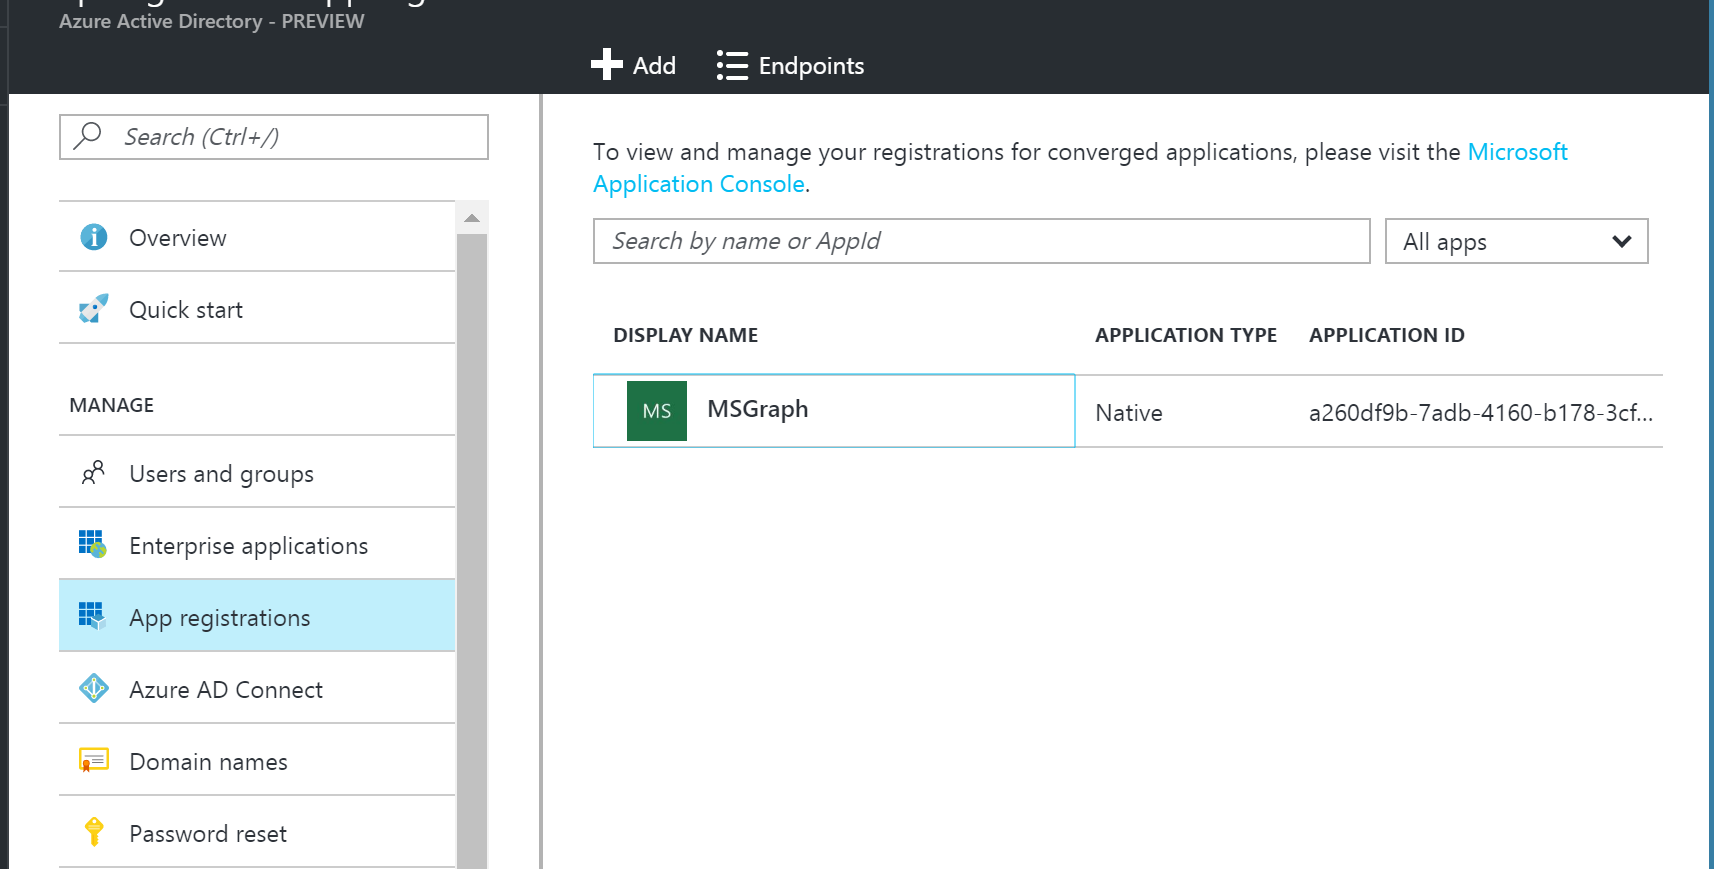 Azure Active Directory - PREVIEW
Add
Endpoints
Search (Ctrl+/)
Overview
Quick start
MANAGE
Users and groups
Enterprise applications
App registrations
Azure AD Connect
Domain names
Password reset
To view and manage your registrations for converged applications, please visit the Microsoft
Application Console.
Search by name or AppId
All apps
DISPLAY NAME
APPLICATION TYPE
APPLICATION ID
MS
MSGraph
Native
a260df9b-7adb-4160-b178-3cf...